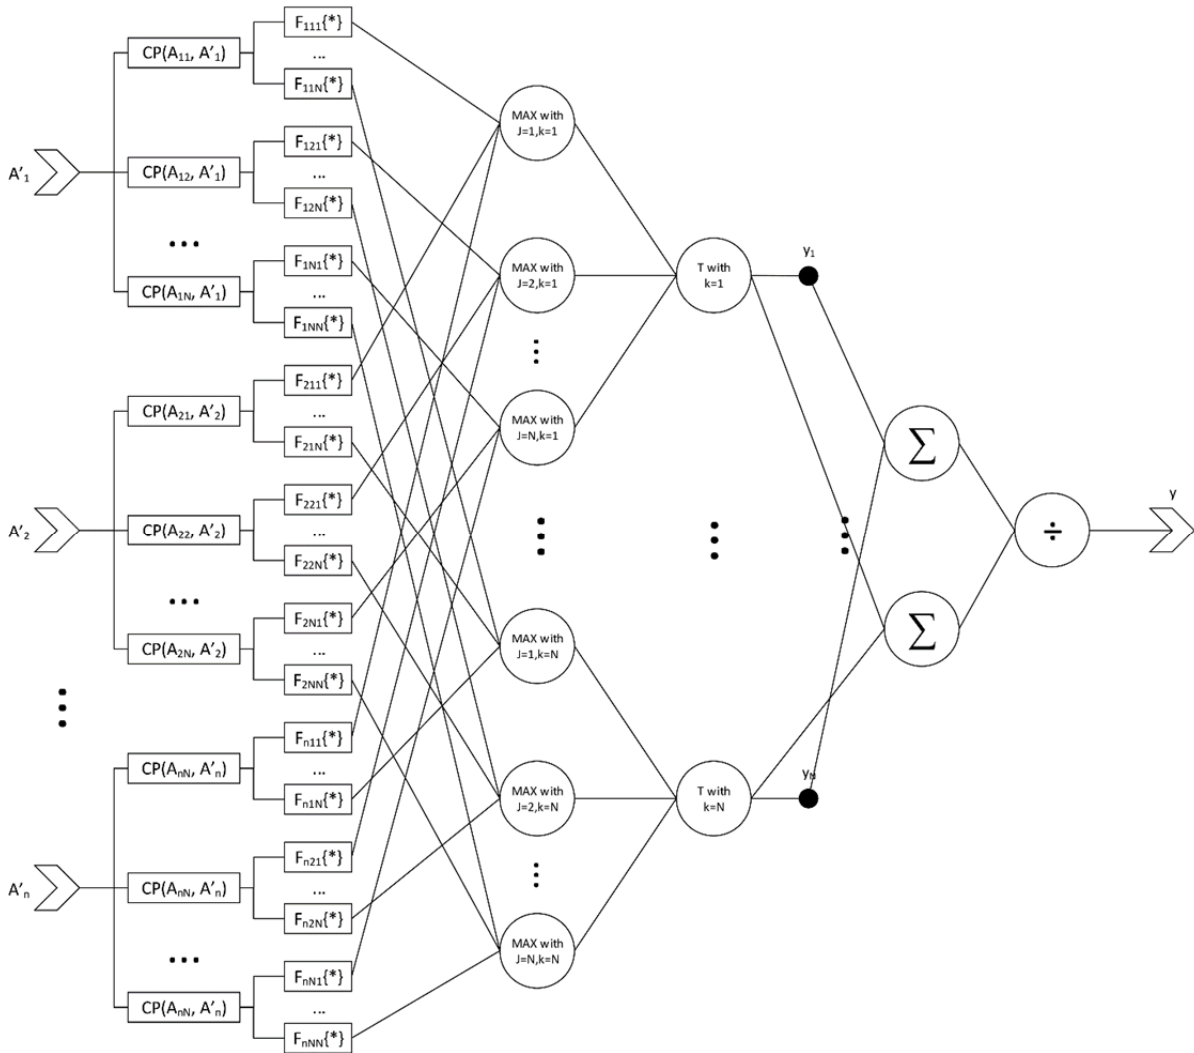 A'₁
CP(A₁₁, A'₁)
F₁₁₁{*}
...
F₁₁N{*}
CP(A₁₂, A'₁)
F₁₂₁{*}
...
F₁₂N{*}
...
CP(A₁N, A'₁)
F₁N₁{*}
...
F₁NN{*}
A'₂
CP(A₂₁, A'₂)
F₂₁₁{*}
...
F₂₁N{*}
CP(A₂₂, A'₂)
F₂₂₁{*}
...
F₂₂N{*}
...
CP(A₂N, A'₂)
F₂N₁{*}
...
F₂NN{*}
...
A'ₙ
CP(AₙN, A'ₙ)
Fₙ₁₁{*}
...
Fₙ₁N{*}
CP(AₙN, A'ₙ)
Fₙ₂₁{*}
...
Fₙ₂N{*}
...
CP(AₙN, A'ₙ)
FₙN₁{*}
...
FₙNN{*}
MAX with
J=1,k=1
MAX with
J=2,k=1
...
MAX with
J=N,k=1
...
MAX with
J=1,k=N
MAX with
J=2,k=N
...
MAX with
J=N,k=N
T with
k=1
...
T with
k=N
y₁
...
yN
∑
∑
÷
y